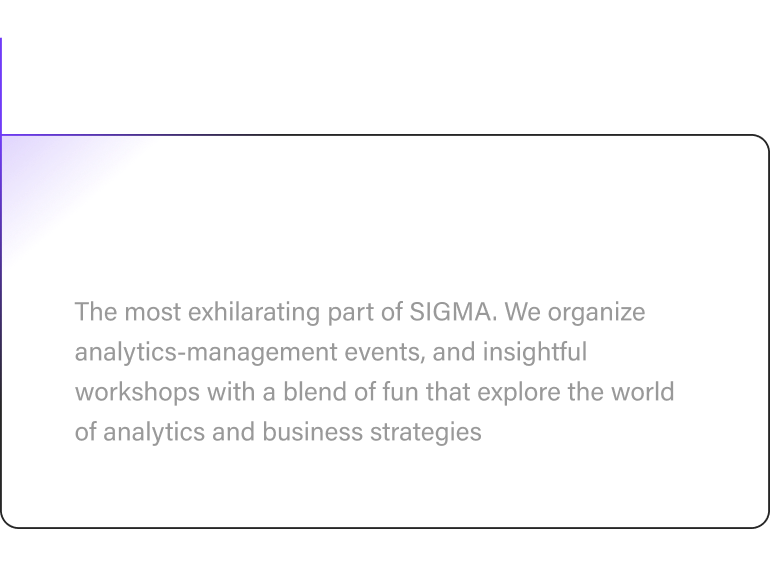 The most exhilarating part of SIGMA. We organize
analytics-management events, and insightful
workshops with a blend of fun that explore the world
of analytics and business strategies